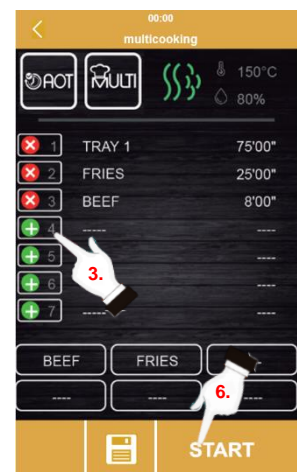 00:00
multicooking
AOT MULTI 150°C
80%
1 TRAY 1 75'00"
2 FRIES 25'00"
3 BEEF 8'00"
4 ----- ----
5 ----- ----
6 ----- ----
7 ----- ----
3.
BEEF FRIES
6.
---- ---- ----
START